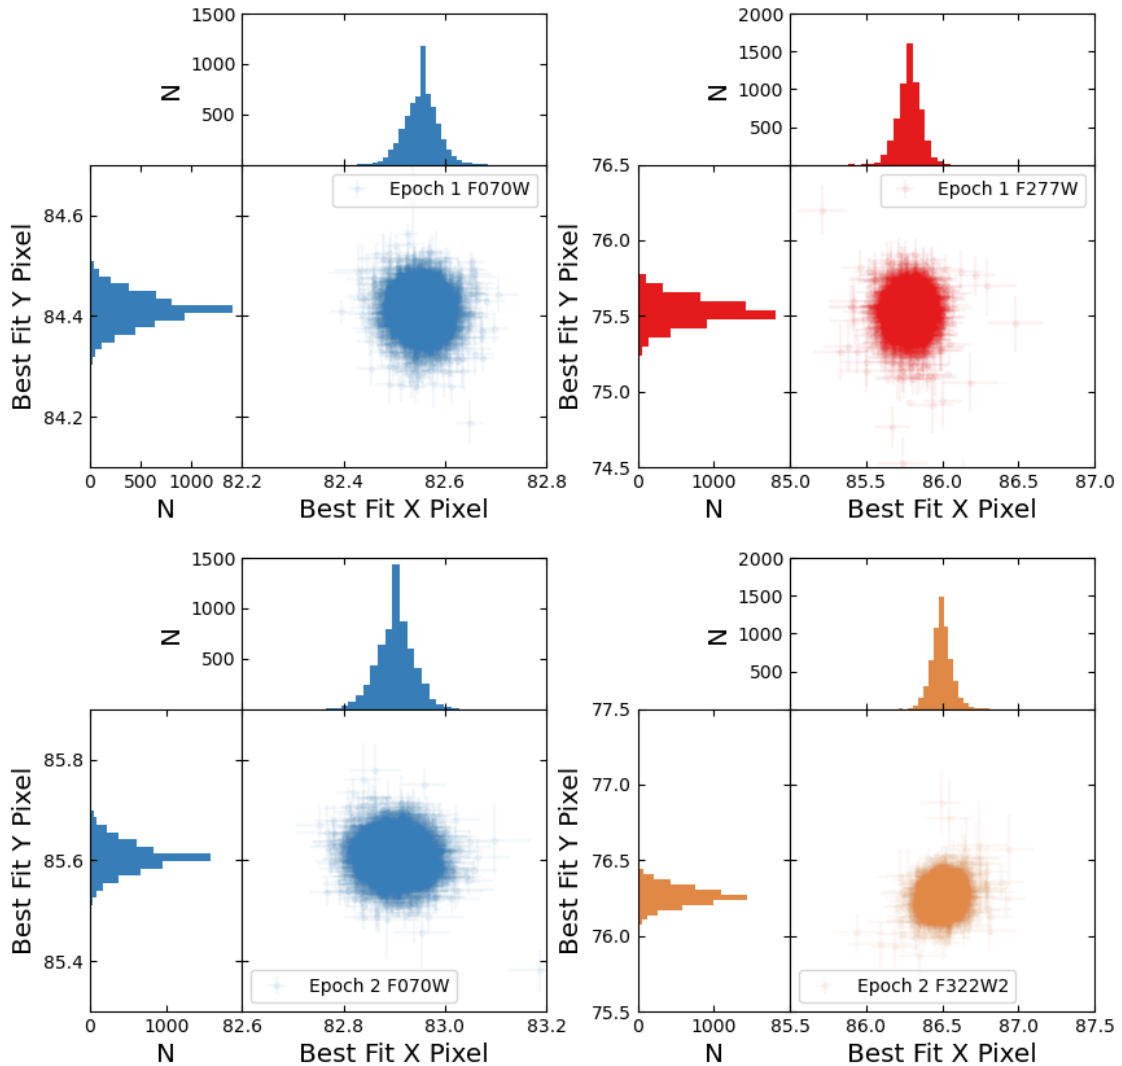 1500
1000
500
N
2000
1500
1000
500
N
84.6
84.4
84.2
Best Fit Y Pixel
0 500 1000
N
Epoch 1 F070W
82.2 82.4 82.6 82.8
Best Fit X Pixel
76.5
76.0
75.5
75.0
74.5
Best Fit Y Pixel
0 1000
N
Epoch 1 F277W
85.0 85.5 86.0 86.5 87.0
Best Fit X Pixel
1500
1000
500
N
2000
1500
1000
500
N
85.8
85.6
85.4
Best Fit Y Pixel
0 1000
N
Epoch 2 F070W
82.6 82.8 83.0 83.2
Best Fit X Pixel
77.5
77.0
76.5
76.0
75.5
Best Fit Y Pixel
0 1000
N
Epoch 2 F322W2
85.5 86.0 86.5 87.0 87.5
Best Fit X Pixel